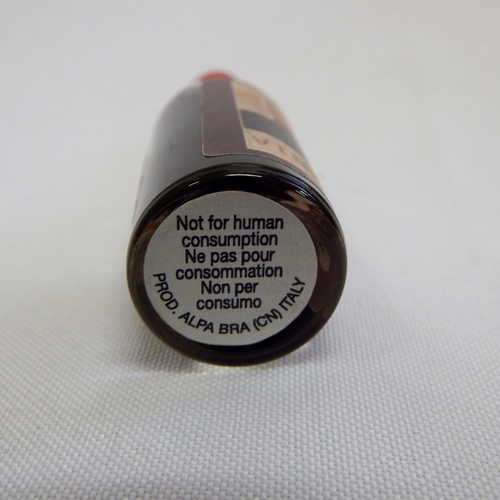 Not for human
consumption
Ne pas pour
consommation
Non per
consumo
PROD. ALPA BRA (CN) ITALY